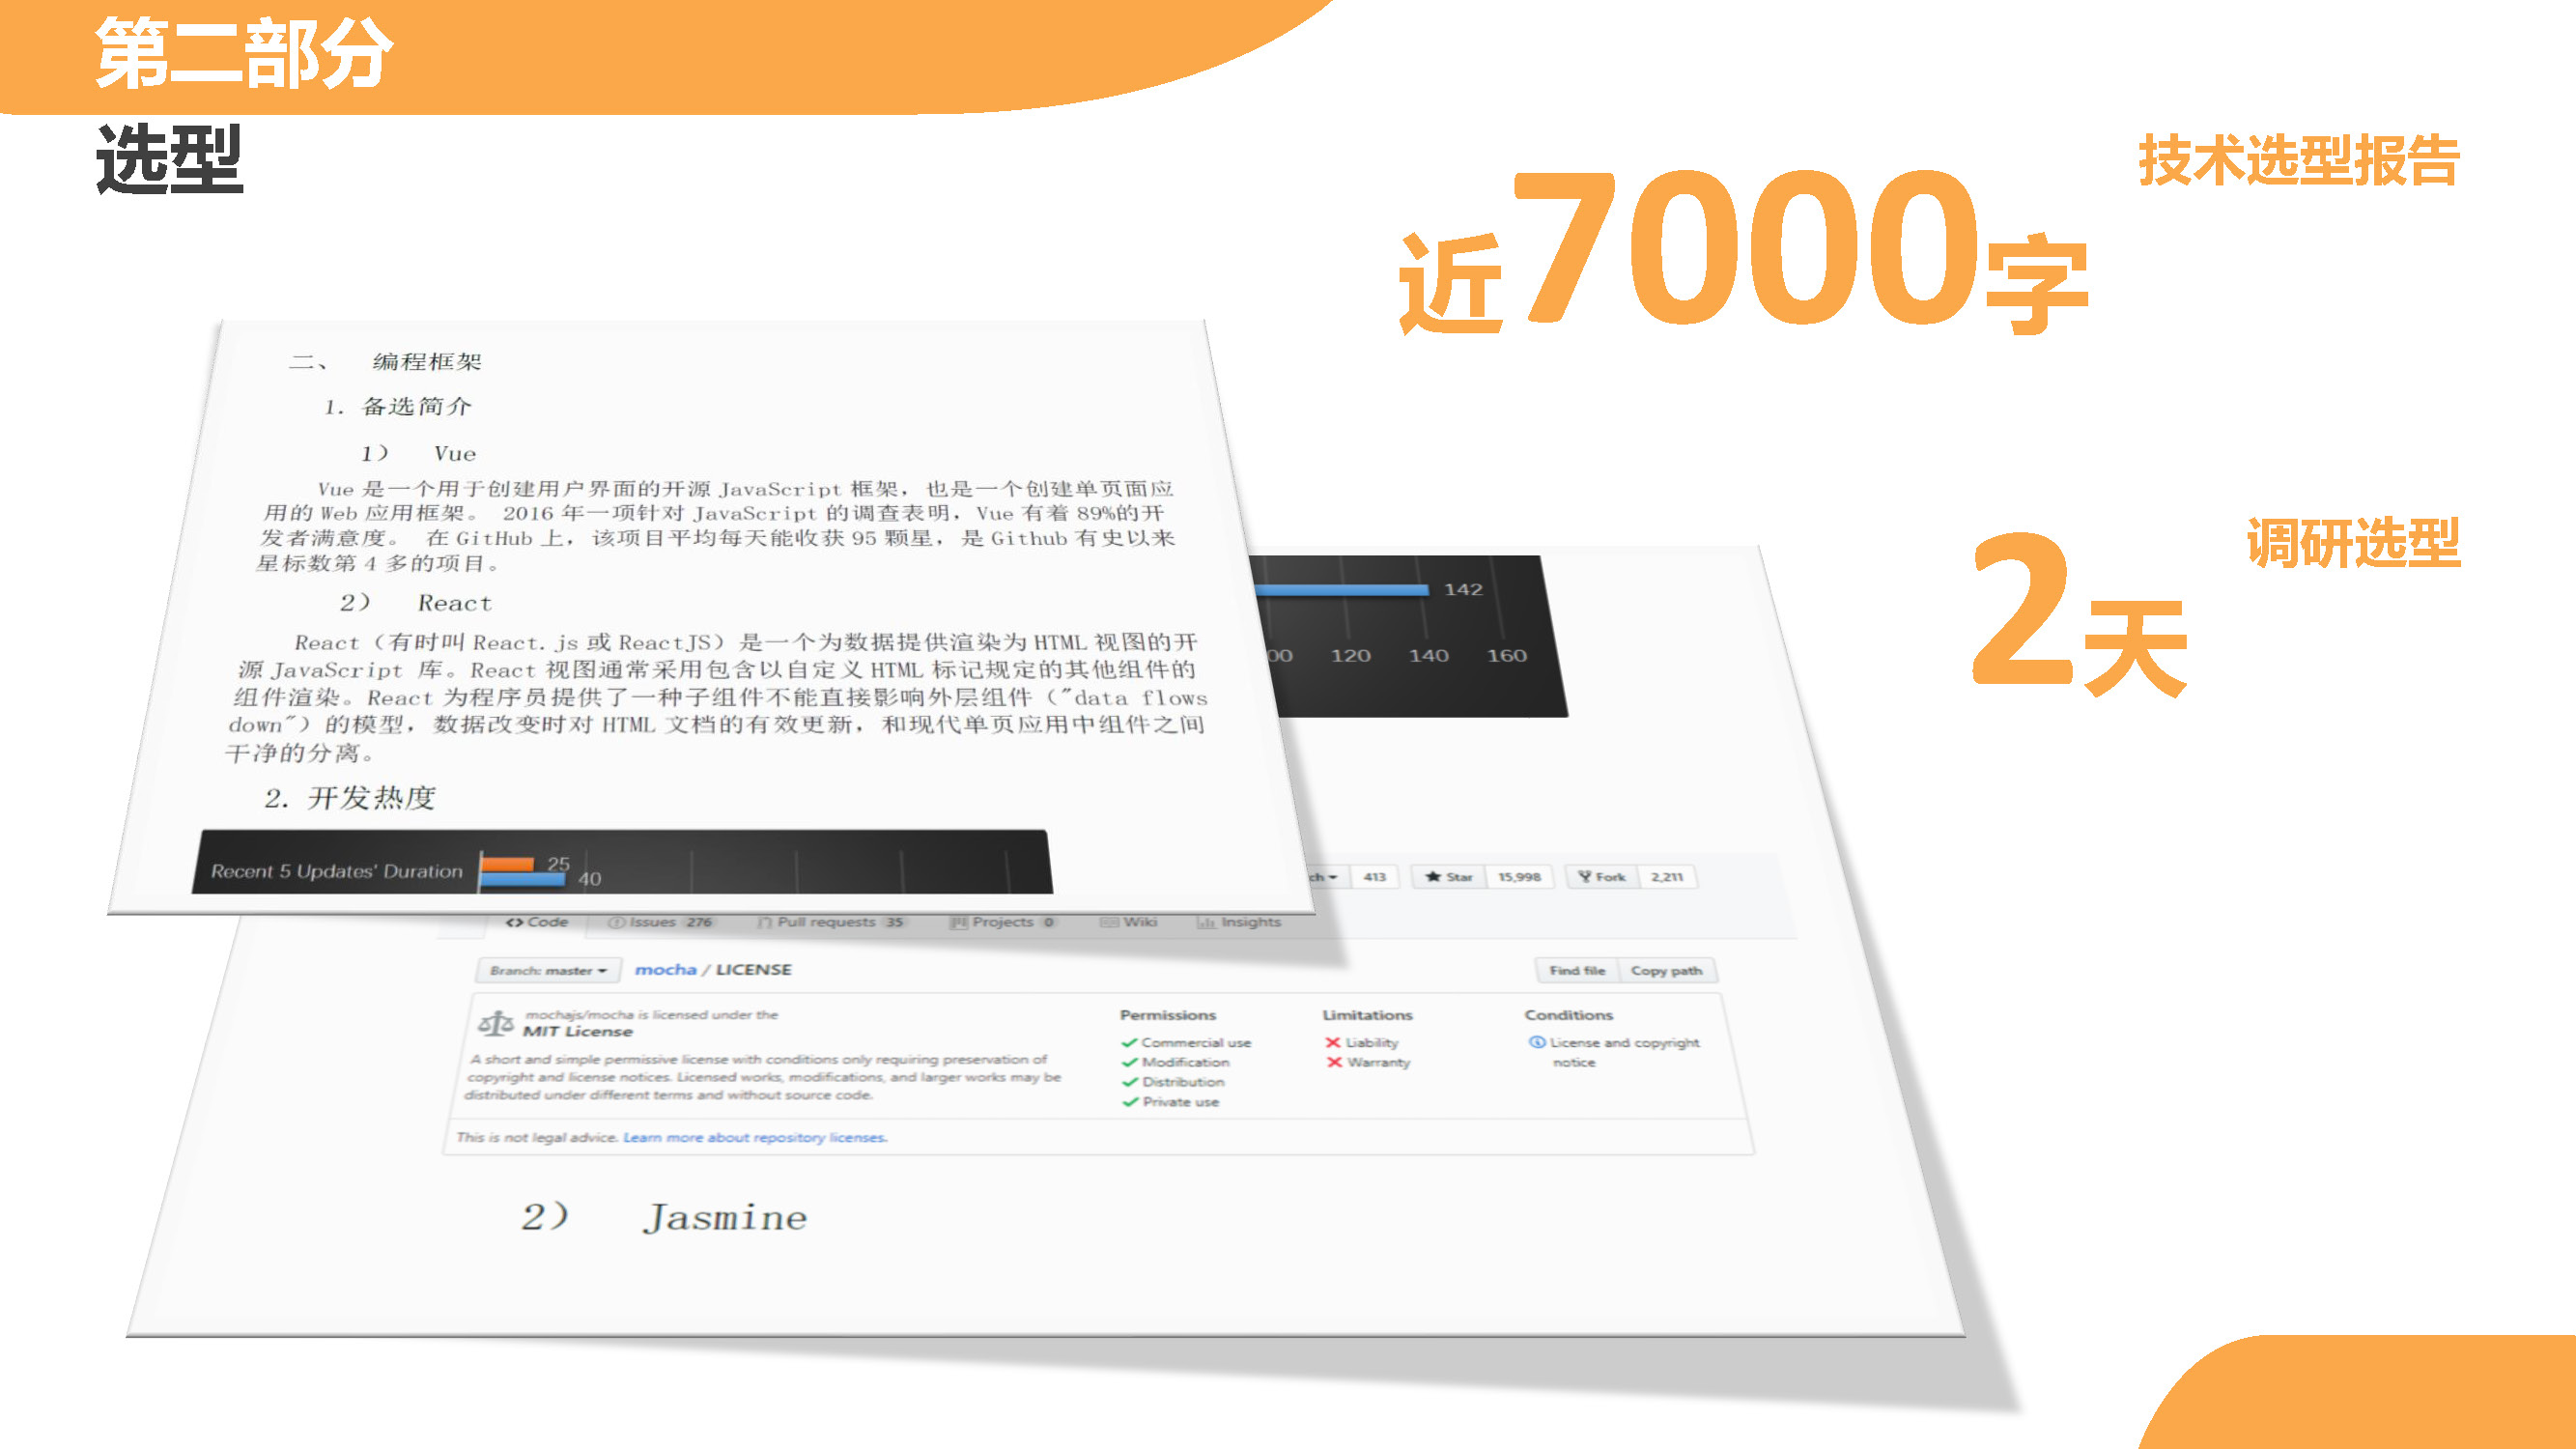 第二部分
选型
技术选型报告
近7000字
调研选型
2天
二、 编程框架
1. 备选简介
1) Vue
Vue 是一个用于创建用户界面的开源 JavaScript 框架，也是一个创建单页面应
用的 Web 应用框架。 2016 年一项针对 JavaScript 的调查表明，Vue 有着 89%的开
发者满意度。 在 GitHub 上，该项目平均每天能收获 95 颗星，是 Github 有史以来
星标数第 4 多的项目。
2) React
React（有时叫 React.js 或 ReactJS）是一个为数据提供渲染为 HTML 视图的开
源 JavaScript 库。React 视图通常采用包含以自定义 HTML 标记规定的其他组件的
组件渲染。React 为程序员提供了一种子组件不能直接影响外层组件（"data flows
down"）的模型，数据改变时对 HTML 文档的有效更新，和现代单页应用中组件之间
干净的分离。
2. 开发热度
Recent 5 Updates' Duration 25
40
142
00 120 140 160
ch 413 Star 15,998 Fork 2,211
Code Issues 276 Pull requests 35 Projects 0 Wiki Insights
Branch: master mocha / LICENSE Find file Copy path
mochajs/mocha is licensed under the
MIT License
A short and simple permissive license with conditions only requiring preservation of
copyright and license notices. Licensed works, modifications, and larger works may be
distributed under different terms and without source code.
Permissions
Commercial use
Modification
Distribution
Private use
Limitations
Liability
Warranty
Conditions
License and copyright
notice
This is not legal advice. Learn more about repository licenses.
2) Jasmine